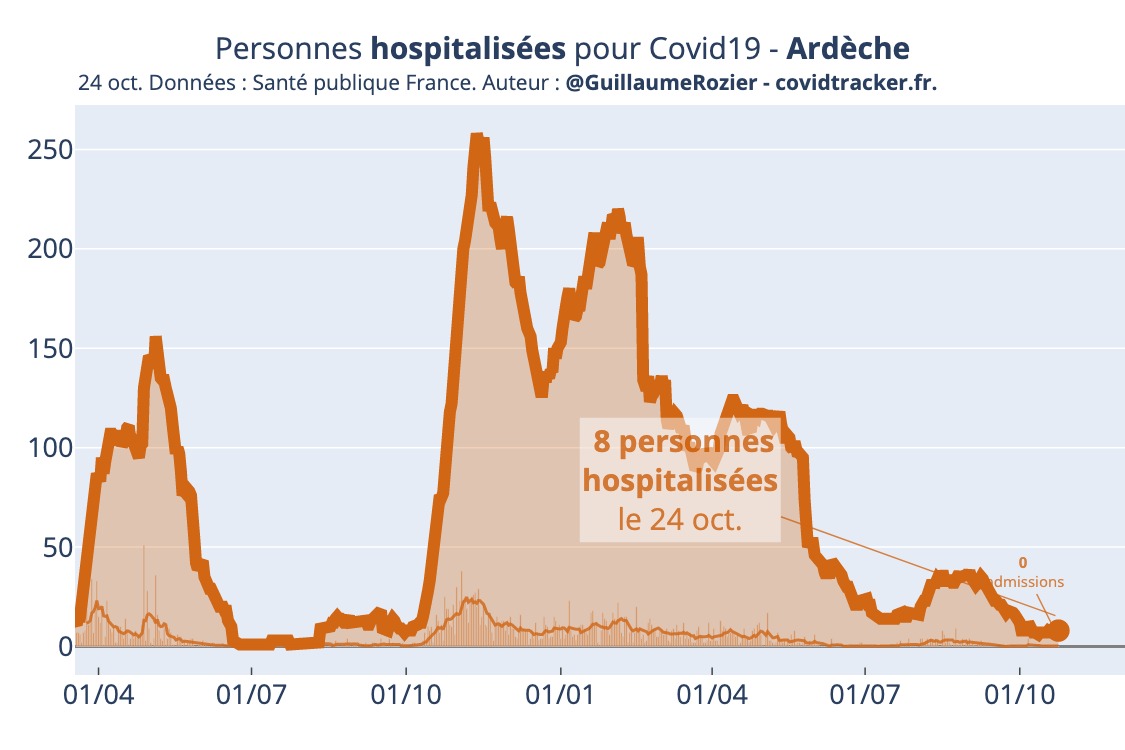 Personnes hospitalisées pour Covid19 - Ardèche
24 oct. Données : Santé publique France. Auteur : @GuillaumeRozier - covidtracker.fr.
250
200
150
100
50
0
8 personnes
hospitalisées
le 24 oct.
0
admissions
01/04 01/07 01/10 01/01 01/04 01/07 01/10